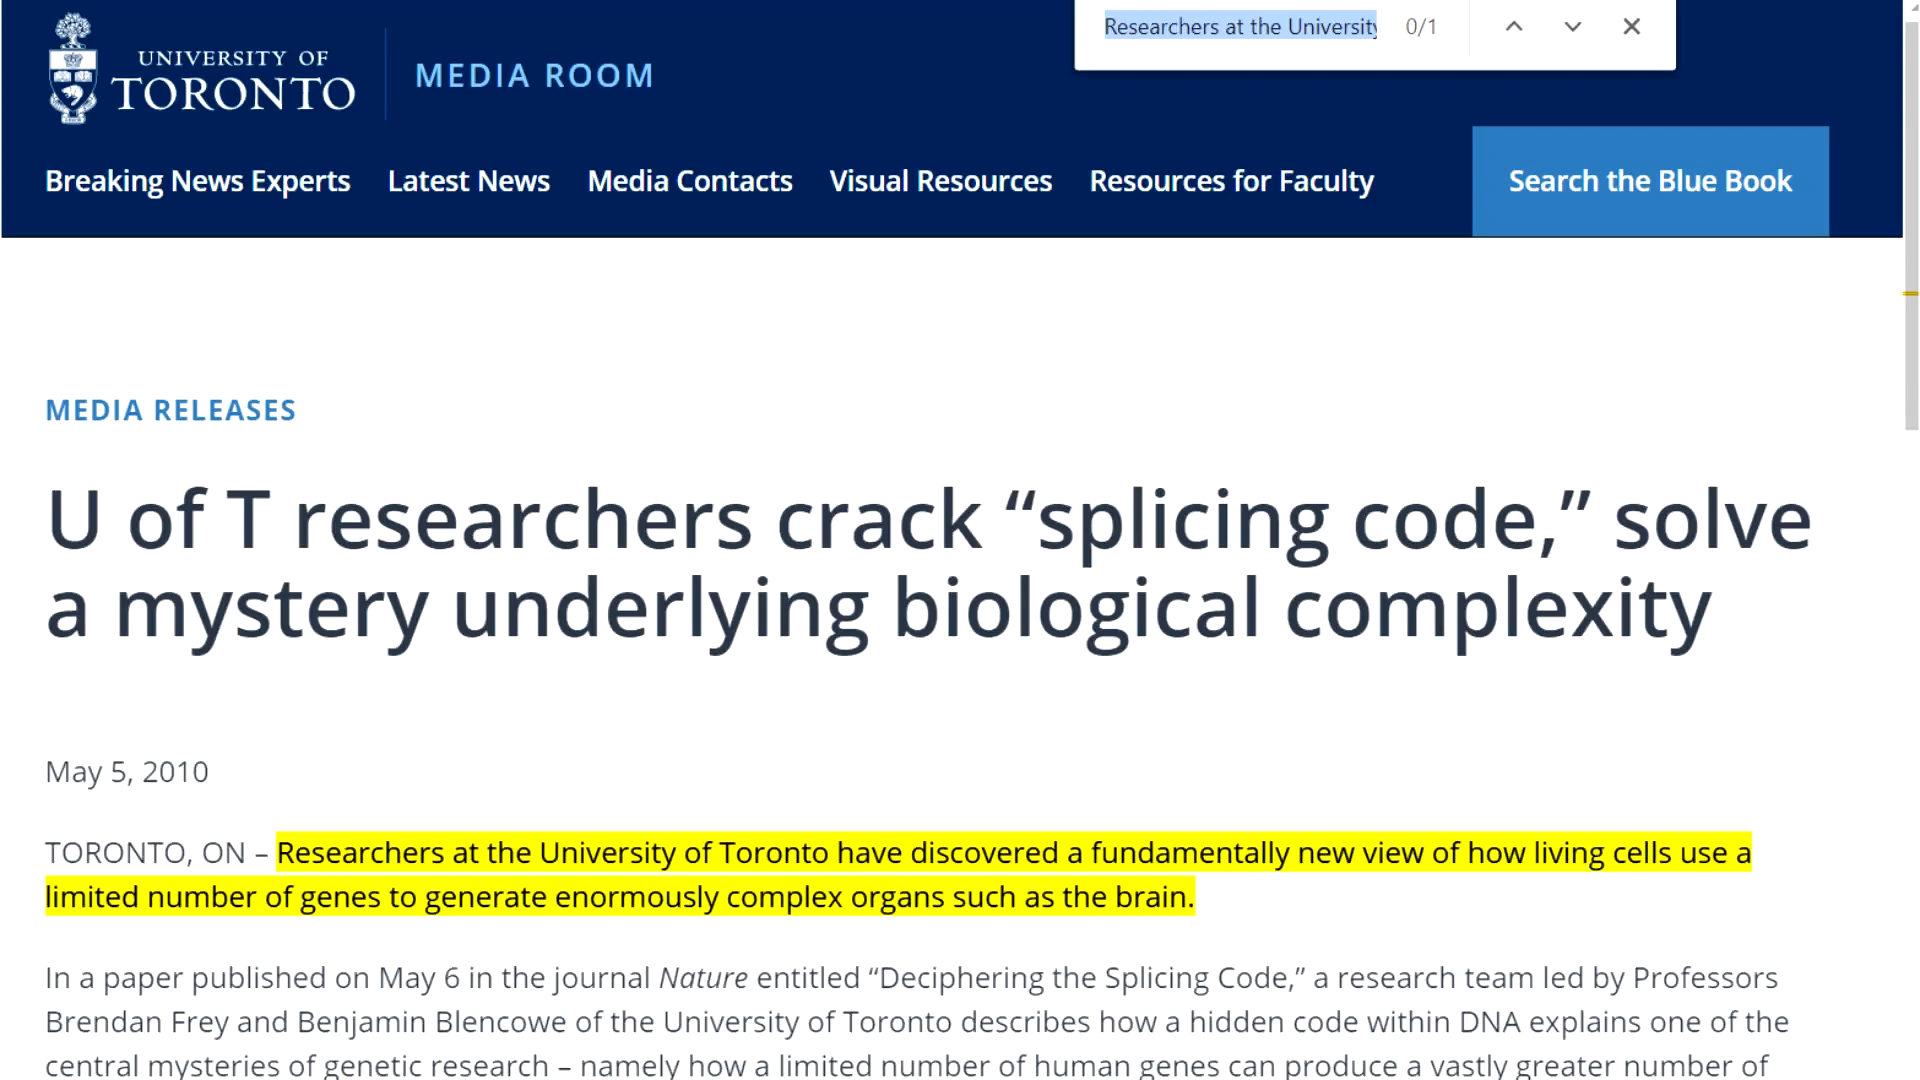 UNIVERSITY OF
TORONTO
MEDIA ROOM
Researchers at the University 0/1
Breaking News Experts Latest News Media Contacts Visual Resources Resources for Faculty Search the Blue Book
MEDIA RELEASES
U of T researchers crack “splicing code,” solve
a mystery underlying biological complexity
May 5, 2010
TORONTO, ON – Researchers at the University of Toronto have discovered a fundamentally new view of how living cells use a
limited number of genes to generate enormously complex organs such as the brain.
In a paper published on May 6 in the journal Nature entitled “Deciphering the Splicing Code,” a research team led by Professors
Brendan Frey and Benjamin Blencowe of the University of Toronto describes how a hidden code within DNA explains one of the
central mysteries of genetic research – namely how a limited number of human genes can produce a vastly greater number of